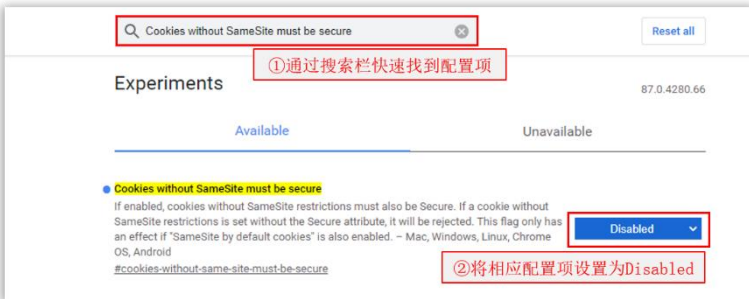 Cookies without SameSite must be secure
Reset all
①通过搜索栏快速找到配置项
Experiments
87.0.4280.66
Available
Unavailable
Cookies without SameSite must be secure
If enabled, cookies without SameSite restrictions must also be Secure. If a cookie without
SameSite restrictions is set without the Secure attribute, it will be rejected. This flag only has
an effect if "SameSite by default cookies" is also enabled. – Mac, Windows, Linux, Chrome
OS, Android
#cookies-without-same-site-must-be-secure
Disabled
②将相应配置项设置为Disabled